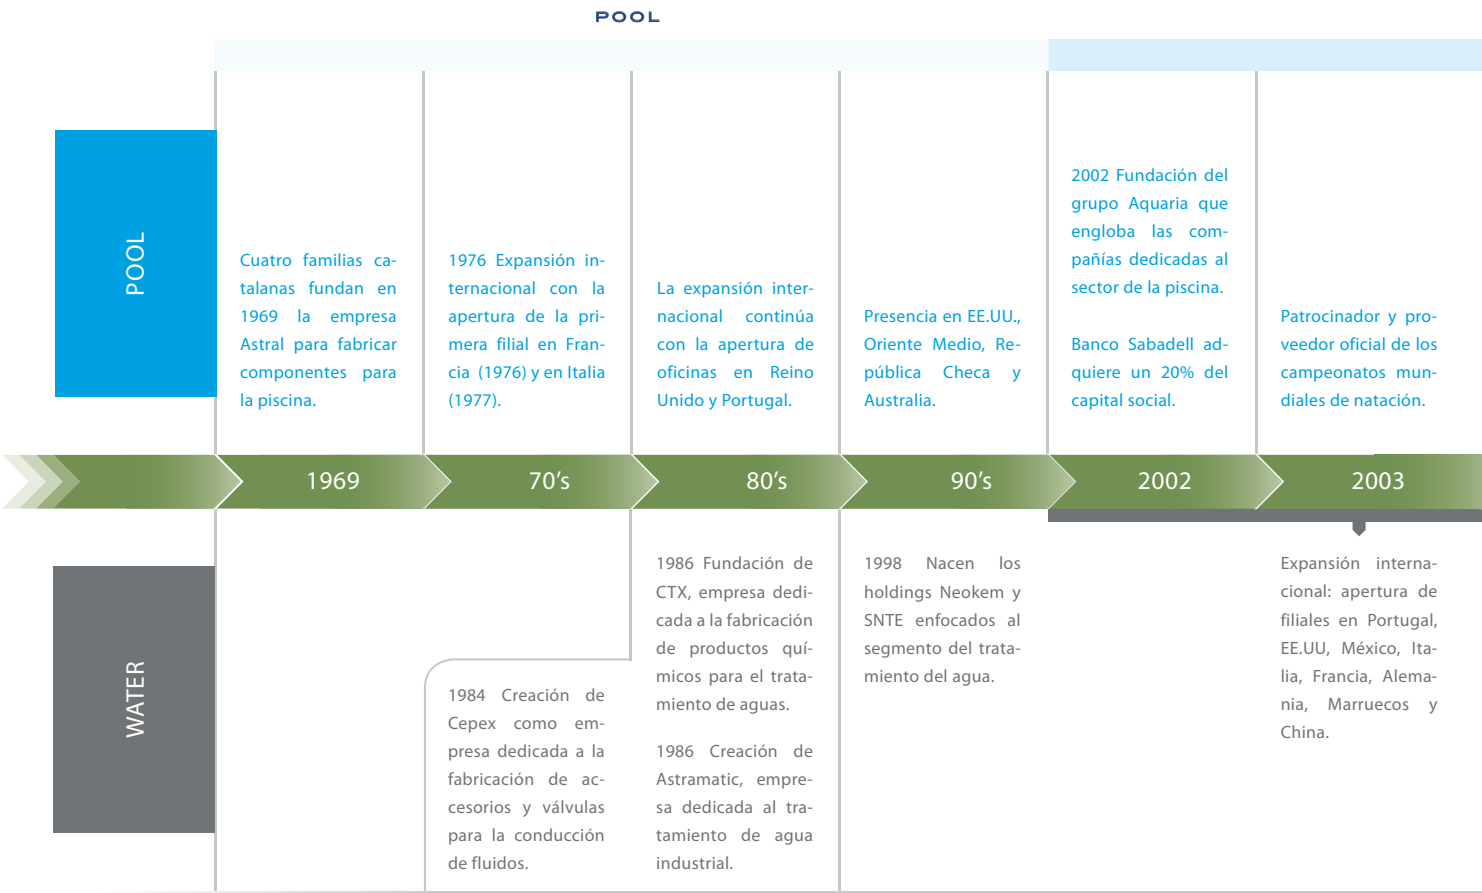 POOL
POOL
Cuatro familias ca-
talanas fundan en
1969 la empresa
Astral para fabricar
componentes para
la piscina.
1976 Expansión in-
ternacional con la
apertura de la pri-
mera filial en Fran-
cia (1976) y en Italia
(1977).
La expansión inter-
nacional continúa
con la apertura de
oficinas en Reino
Unido y Portugal.
Presencia en EE.UU.,
Oriente Medio, Re-
pública Checa y
Australia.
2002 Fundación del
grupo Aquaria que
engloba las com-
pañías dedicadas al
sector de la piscina.
Banco Sabadell ad-
quiere un 20% del
capital social.
Patrocinador y pro-
veedor oficial de los
campeonatos mun-
diales de natación.
1969
70's
80's
90's
2002
2003
WATER
1984 Creación de
Cepex como em-
presa dedicada a la
fabricación de ac-
cesorios y válvulas
para la conducción
de fluidos.
1986 Fundación de
CTX, empresa dedi-
cada a la fabricación
de productos quí-
micos para el trata-
miento de aguas.
1986 Creación de
Astramatic, empre-
sa dedicada al tra-
tamiento de agua
industrial.
1998 Nacen los
holdings Neokem y
SNTE enfocados al
segmento del trata-
miento del agua.
Expansión interna-
cional: apertura de
filiales en Portugal,
EE.UU, México, Ita-
lia, Francia, Alema-
nia, Marruecos y
China.